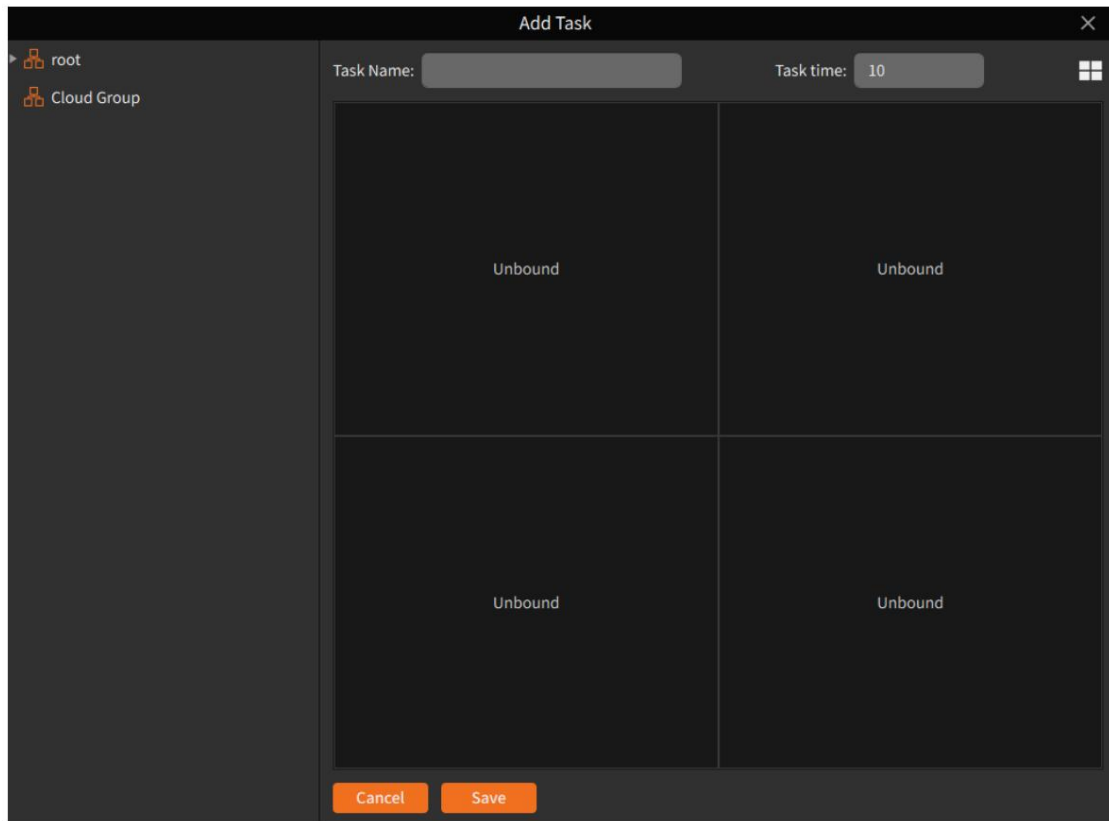 Add Task
root
Cloud Group
Task Name:
Task time: 10
Unbound Unbound
Unbound Unbound
Cancel Save